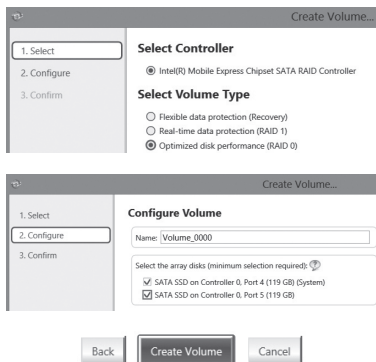 Create Volume...
1. Select
2. Configure
3. Confirm
Select Controller
Intel(R) Mobile Express Chipset SATA RAID Controller
Select Volume Type
Flexible data protection (Recovery)
Real-time data protection (RAID 1)
Optimized disk performance (RAID 0)
Create Volume...
1. Select
2. Configure
3. Confirm
Configure Volume
Name: Volume_0000
Select the array disks (minimum selection required): ?
SATA SSD on Controller 0, Port 4 (119 GB) (System)
SATA SSD on Controller 0, Port 5 (119 GB)
Back
Create Volume
Cancel